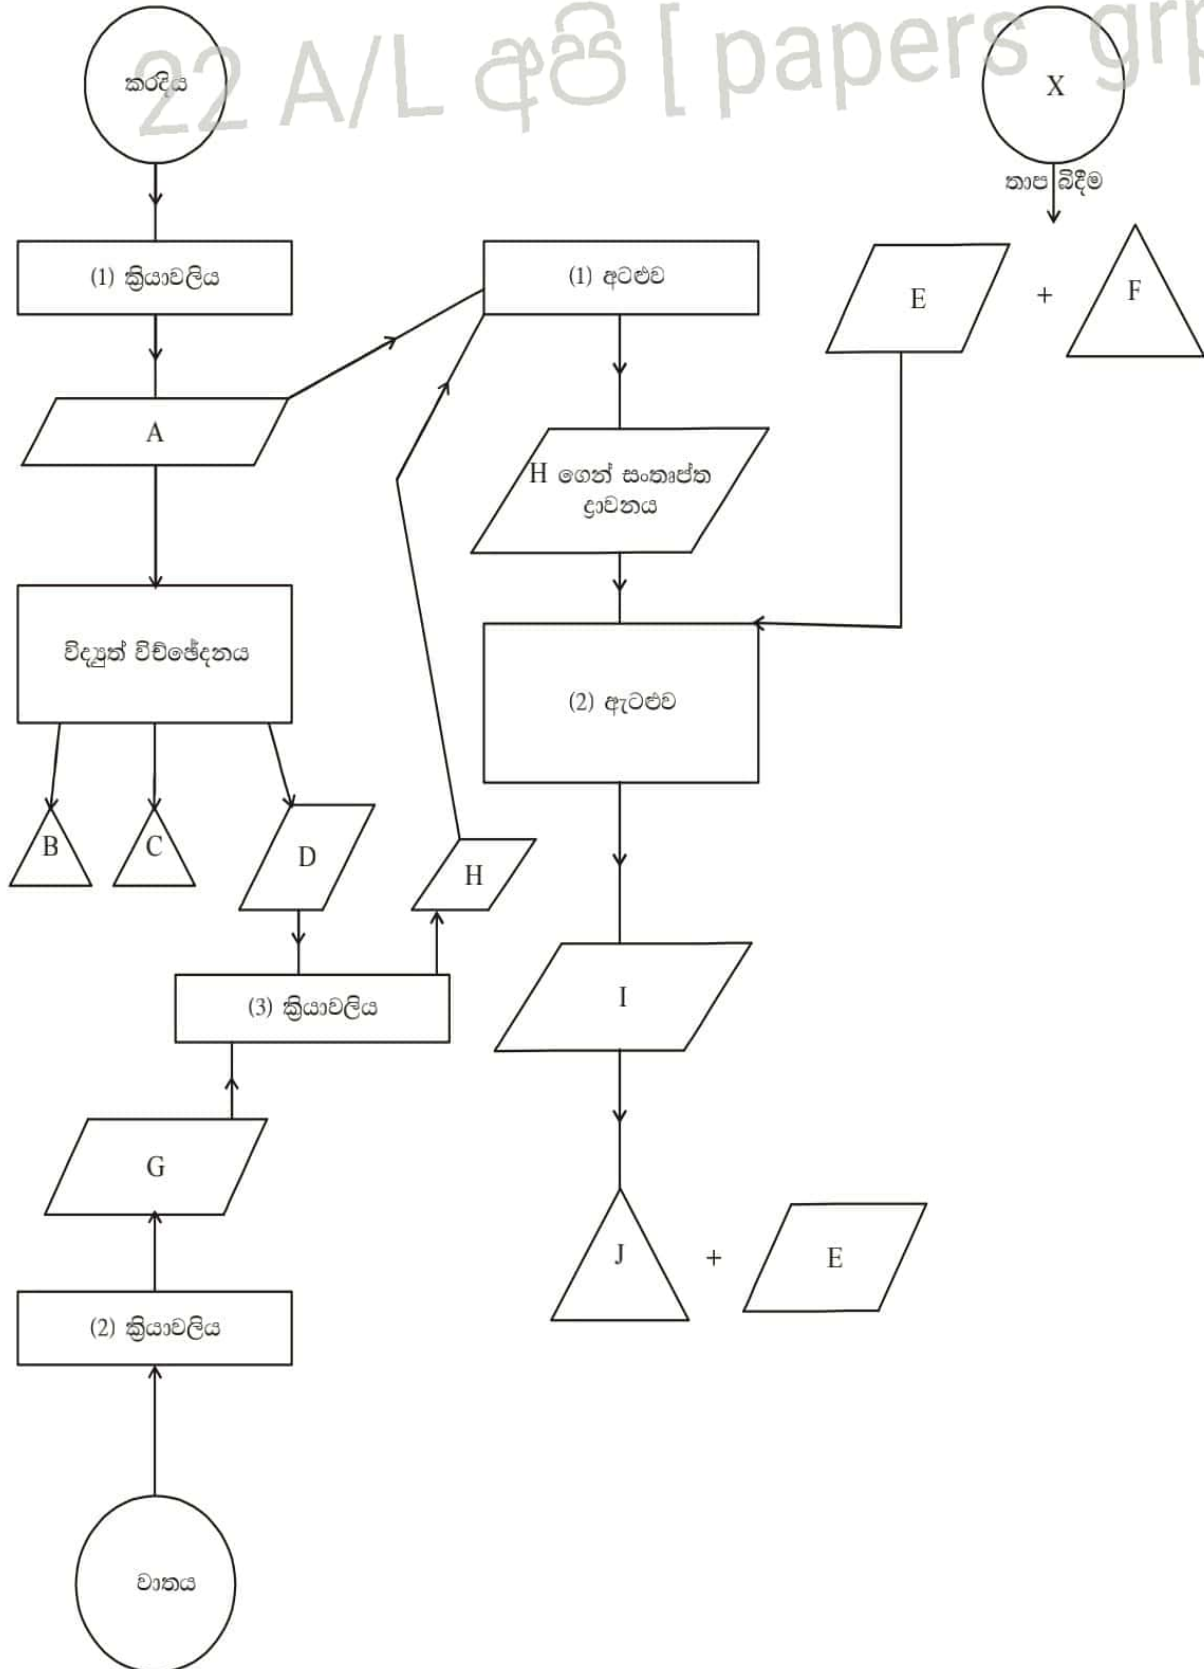 22 A/L අපි [ papers grp
කරදිය
X
තාප බිදීම
(1) ක්‍රියාවලිය
(1) අටළුව
E
+
F
A
H ගෙන් සංතෘප්ත
ද්‍රාවනය
විද්‍යුත් විච්ඡේදනය
(2) ඇටළුව
B
C
D
H
(3) ක්‍රියාවලිය
I
G
J
+
E
(2) ක්‍රියාවලිය
වාතය